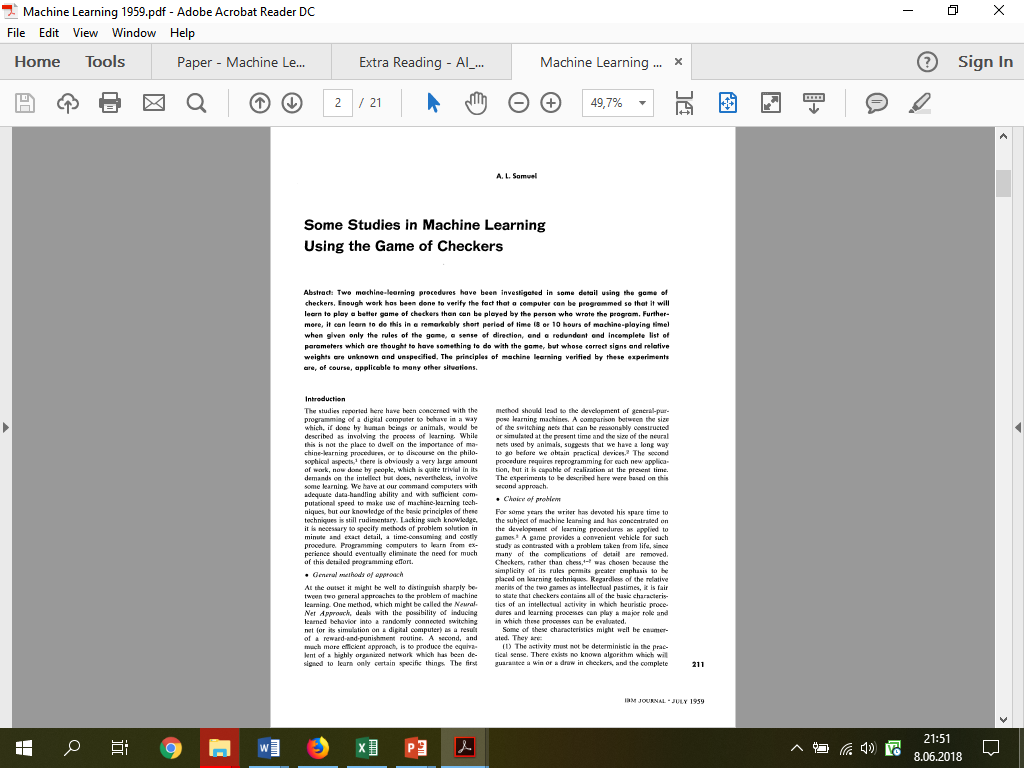 Machine Learning 1959.pdf - Adobe Acrobat Reader DC
File Edit View Window Help
Home Tools Paper - Machine Le... Extra Reading - AI_... Machine Learning ... × Sign In
2 / 21 49,7%
A. L. Samuel
Some Studies in Machine Learning
Using the Game of Checkers
Abstract: Two machine-learning procedures have been investigated in some detail using the game of
checkers. Enough work has been done to verify the fact that a computer can be programmed so that it will
learn to play a better game of checkers than can be played by the person who wrote the program. Further-
more, it can learn to do this in a remarkably short period of time (8 or 10 hours of machine-playing time)
when given only the rules of the game, a sense of direction, and a redundant and incomplete list of
parameters which are thought to have something to do with the game, but whose correct signs and relative
weights are unknown and unspecified. The principles of machine learning verified by these experiments
are, of course, applicable to many other situations.
Introduction
The studies reported here have been concerned with the
programming of a digital computer to behave in a way
which, if done by human beings or animals, would be
described as involving the process of learning. While
this is not the place to dwell on the importance of ma-
chine-learning procedures, or to discourse on the philo-
sophical aspects,¹ there is obviously a very large amount
of work, now done by people, which is quite trivial in its
demands on the intellect but does, nevertheless, involve
some learning. We have at our command computers with
adequate data-handling ability and with sufficient com-
putational speed to make use of machine-learning tech-
niques, but our knowledge of the basic principles of these
techniques is still rudimentary. Lacking such knowledge,
it is necessary to specify methods of problem solution in
minute and exact detail, a time-consuming and costly
procedure. Programming computers to learn from ex-
perience should eventually eliminate the need for much
of this detailed programming effort.
• General methods of approach
At the outset it might be well to distinguish sharply be-
tween two general approaches to the problem of machine
learning. One method, which might be called the Neural-
Net Approach, deals with the possibility of inducing
learned behavior into a randomly connected switching
net (or its simulation on a digital computer) as a result
of a reward-and-punishment routine. A second, and
much more efficient approach, is to produce the equiva-
lent of a highly organized network which has been de-
signed to learn only certain specific things. The first
method should lead to the development of general-pur-
pose learning machines. A comparison between the size
of the switching nets that can be reasonably constructed
or simulated at the present time and the size of the neural
nets used by animals, suggests that we have a long way
to go before we obtain practical devices.² The second
procedure requires reprogramming for each new applica-
tion, but it is capable of realization at the present time.
The experiments to be described here were based on this
second approach.
• Choice of problem
For some years the writer has devoted his spare time to
the subject of machine learning and has concentrated on
the development of learning procedures as applied to
games.³ A game provides a convenient vehicle for such
study as contrasted with a problem taken from life, since
many of the complications of detail are removed.
Checkers, rather than chess, was chosen because the
simplicity of its rules permits greater emphasis to be
placed on learning techniques. Regardless of the relative
merits of the two games as intellectual pastimes, it is fair
to state that checkers contains all of the basic characteris-
tics of an intellectual activity in which heuristic proce-
dures and learning processes can play a major role and
in which these processes can be evaluated.
Some of these characteristics might well be enumer-
ated. They are:
(1) The activity must not be deterministic in the prac-
tical sense. There exists no known algorithm which will
guarantee a win or a draw in checkers, and the complete
211
IBM JOURNAL • JULY 1959
21:51
8.06.2018